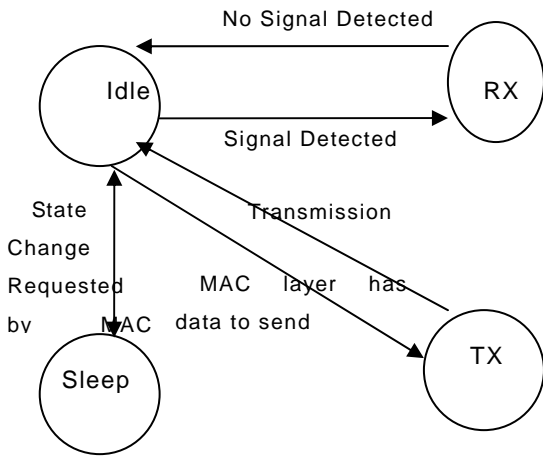 No Signal Detected
Idle
RX
Signal Detected
State
Change
Requested
by MAC
Transmission
MAC layer has
data to send
TX
Sleep